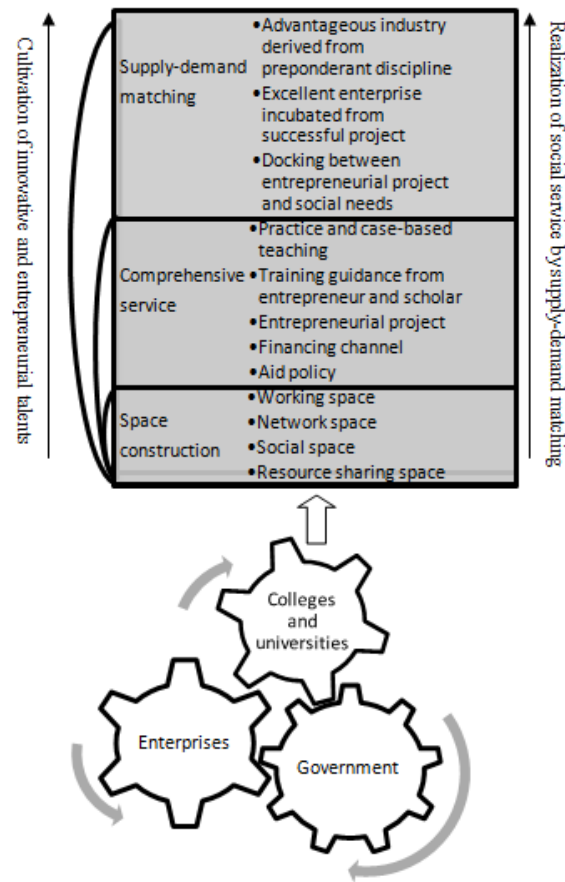 Cultivation of innovative and entrepreneurial talents
Supply-demand
matching
•Advantageous industry
derived from
preponderant discipline
•Excellent enterprise
incubated from
successful project
•Docking between
entrepreneurial project
and social needs
Comprehensive
service
•Practice and case-based
teaching
•Training guidance from
entrepreneur and scholar
•Entrepreneurial project
•Financing channel
•Aid policy
Space
construction
•Working space
•Network space
•Social space
•Resource sharing space
Realization of social service by supply-demand matching
Colleges
and
universities
Enterprises
Government